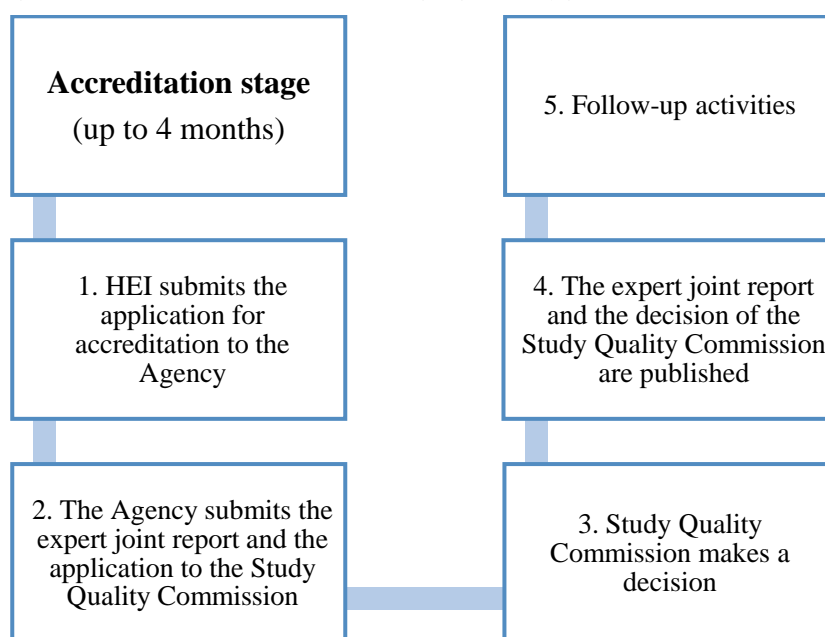 Accreditation stage
(up to 4 months)
1. HEI submits the
application for
accreditation to the
Agency
2. The Agency submits the
expert joint report and the
application to the Study
Quality Commission
3. Study Quality
Commission makes a
decision
4. The expert joint report
and the decision of the
Study Quality Commission
are published
5. Follow-up activities